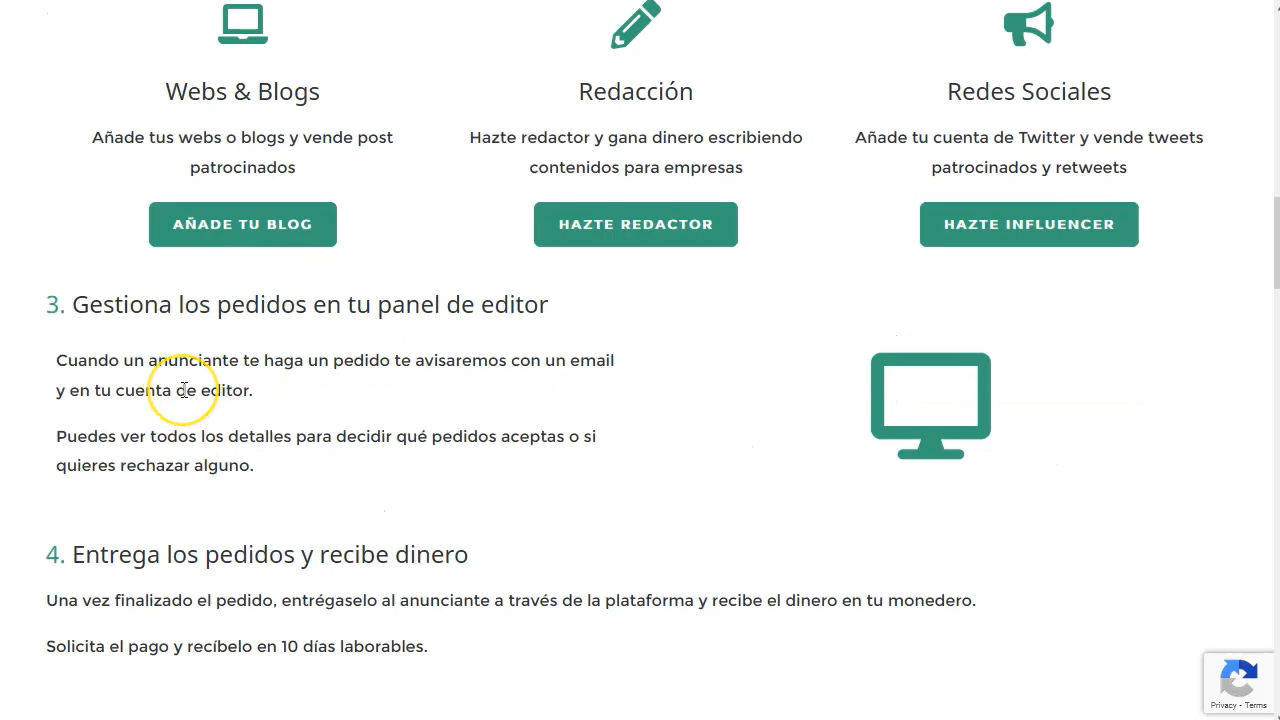 Webs & Blogs
Añade tus webs o blogs y vende post
patrocinados
AÑADE TU BLOG
Redacción
Hazte redactor y gana dinero escribiendo
contenidos para empresas
HAZTE REDACTOR
Redes Sociales
Añade tu cuenta de Twitter y vende tweets
patrocinados y retweets
HAZTE INFLUENCER
3. Gestiona los pedidos en tu panel de editor
Cuando un anunciante te haga un pedido te avisaremos con un email
y en tu cuenta de editor.
Puedes ver todos los detalles para decidir qué pedidos aceptas o si
quieres rechazar alguno.
4. Entrega los pedidos y recibe dinero
Una vez finalizado el pedido, entrégaselo al anunciante a través de la plataforma y recibe el dinero en tu monedero.
Solicita el pago y recíbelo en 10 días laborables.
Privacy - Terms